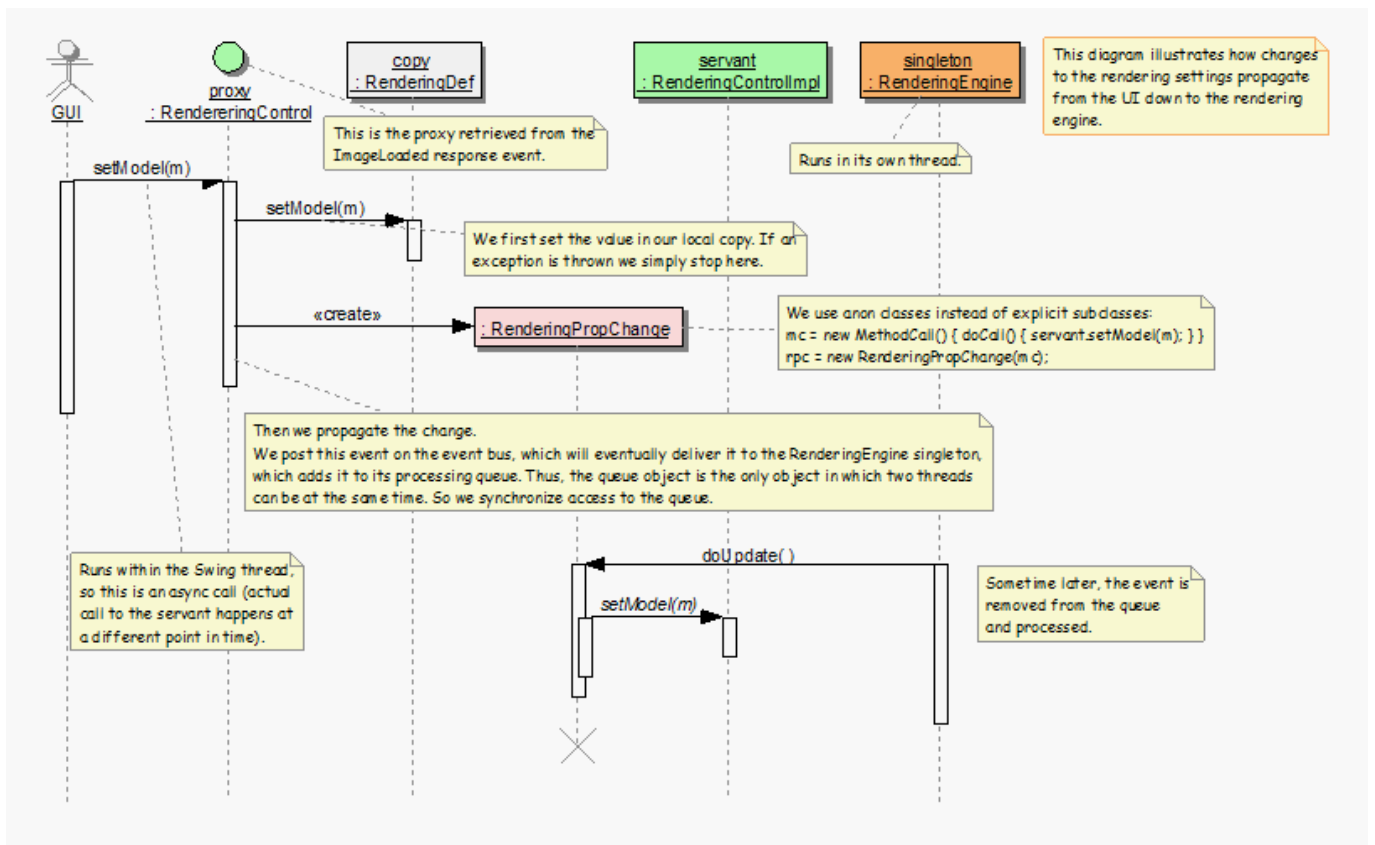 GUI
proxy
: RendereringControl
copy
: RenderingDef
servant
: RenderingControlImpl
singleton
: RenderingEngine
This diagram illustrates how changes
to the rendering settings propagate
from the UI down to the rendering
engine.
This is the proxy retrieved from the
ImageLoaded response event.
Runs in its own thread.
setModel(m)
setModel(m)
We first set the value in our local copy. If an
exception is thrown we simply stop here.
«create»
: RenderingPropChange
We use anon classes instead of explicit subclasses:
mc = new MethodCall() { doCall() { servant.setModel(m); } }
rpc = new RenderingPropChange(mc);
Then we propagate the change.
We post this event on the event bus, which will eventually deliver it to the RenderingEngine singleton,
which adds it to its processing queue. Thus, the queue object is the only object in which two threads
can be at the same time. So we synchronize access to the queue.
Runs within the Swing thread,
so this is an async call (actual
call to the servant happens at
a different point in time).
doUpdate( )
setModel(m)
Sometime later, the event is
removed from the queue
and processed.